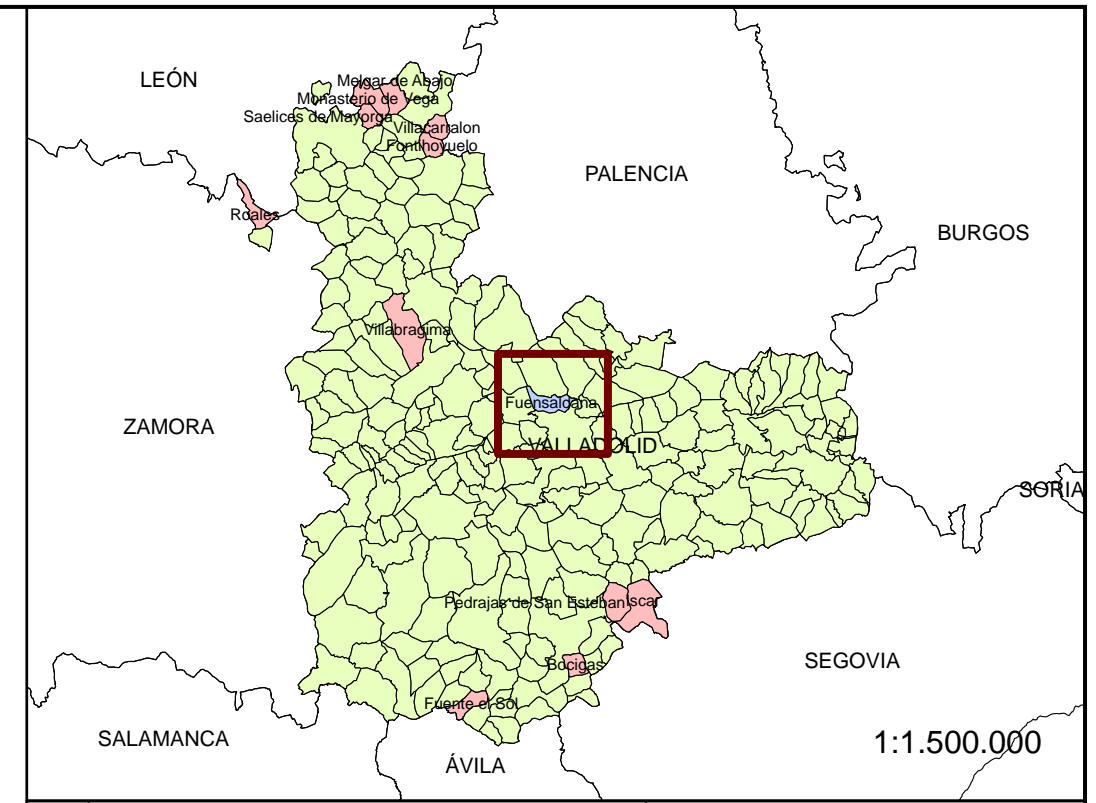 LEÓN
Melgar de Abajo
Monasterio de Vega
Saelices de Mayorga
Villacarralon
Fontihoyuelo
PALENCIA
Roales
BURGOS
Villabragima
Fuensaldana
ZAMORA
VALLADOLID
SORIA
Pedrajas de San Esteban
Iscar
Bocigas
SEGOVIA
Fuente el Sol
SALAMANCA
1:1.500.000
ÁVILA